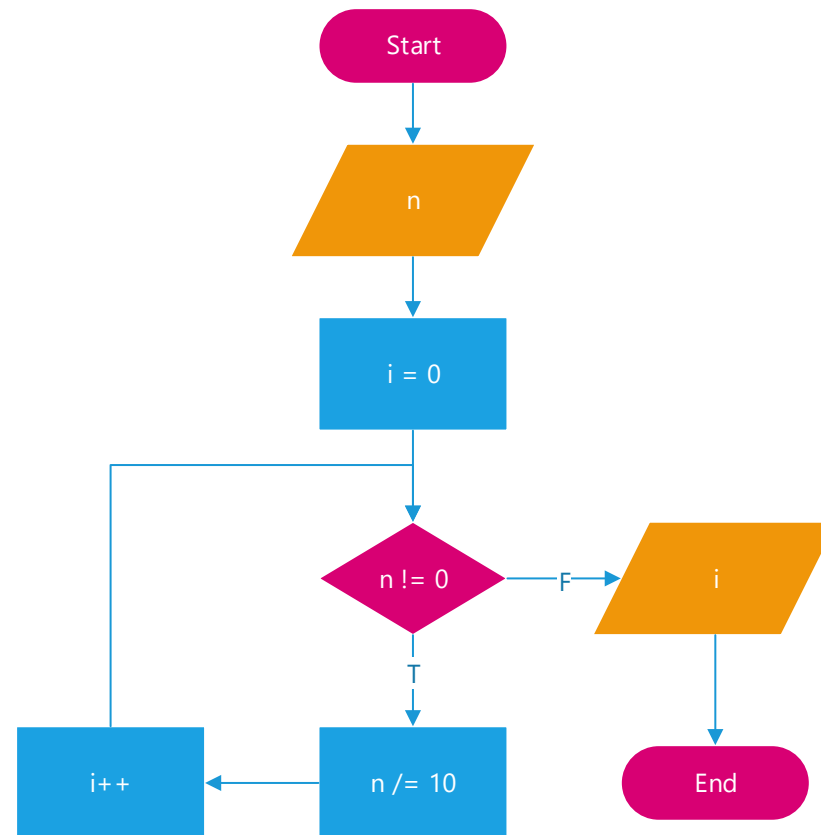 Start
n
i = 0
n != 0
F
i
T
i++
n /= 10
End